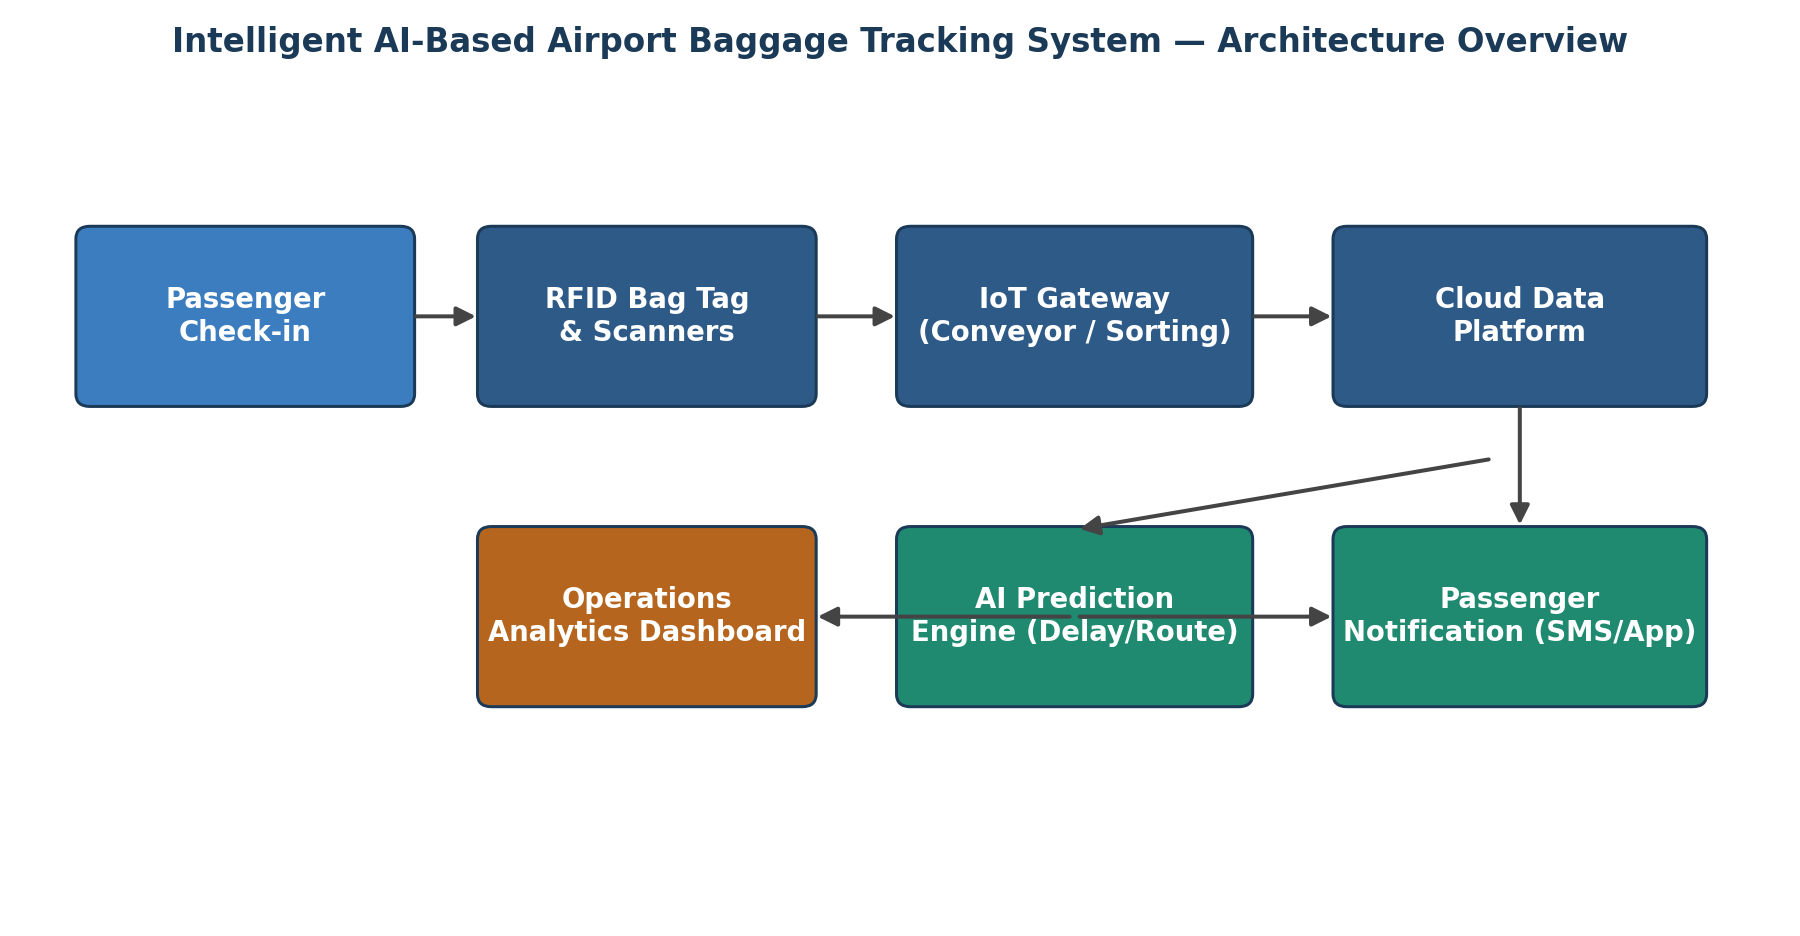 Intelligent AI-Based Airport Baggage Tracking System — Architecture Overview
Passenger
Check-in
RFID Bag Tag
& Scanners
IoT Gateway
(Conveyor / Sorting)
Cloud Data
Platform
Operations
Analytics Dashboard
AI Prediction
Engine (Delay/Route)
Passenger
Notification (SMS/App)